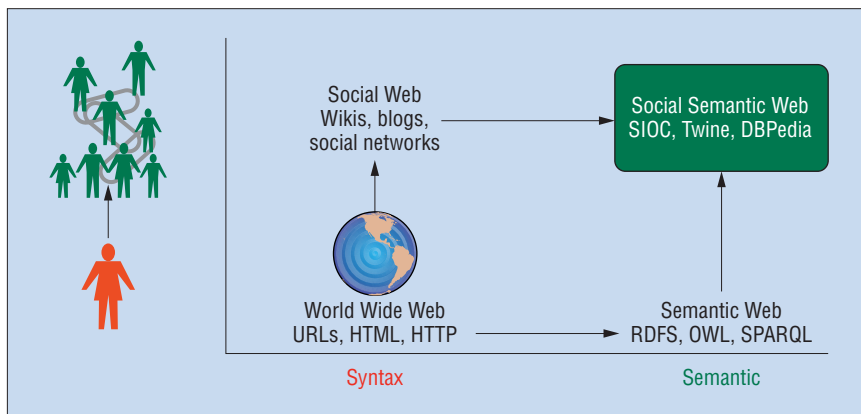 Social Web
Wikis, blogs,
social networks
Social Semantic Web
SIOC, Twine, DBPedia
World Wide Web
URLs, HTML, HTTP
Semantic Web
RDFS, OWL, SPARQL
Syntax
Semantic